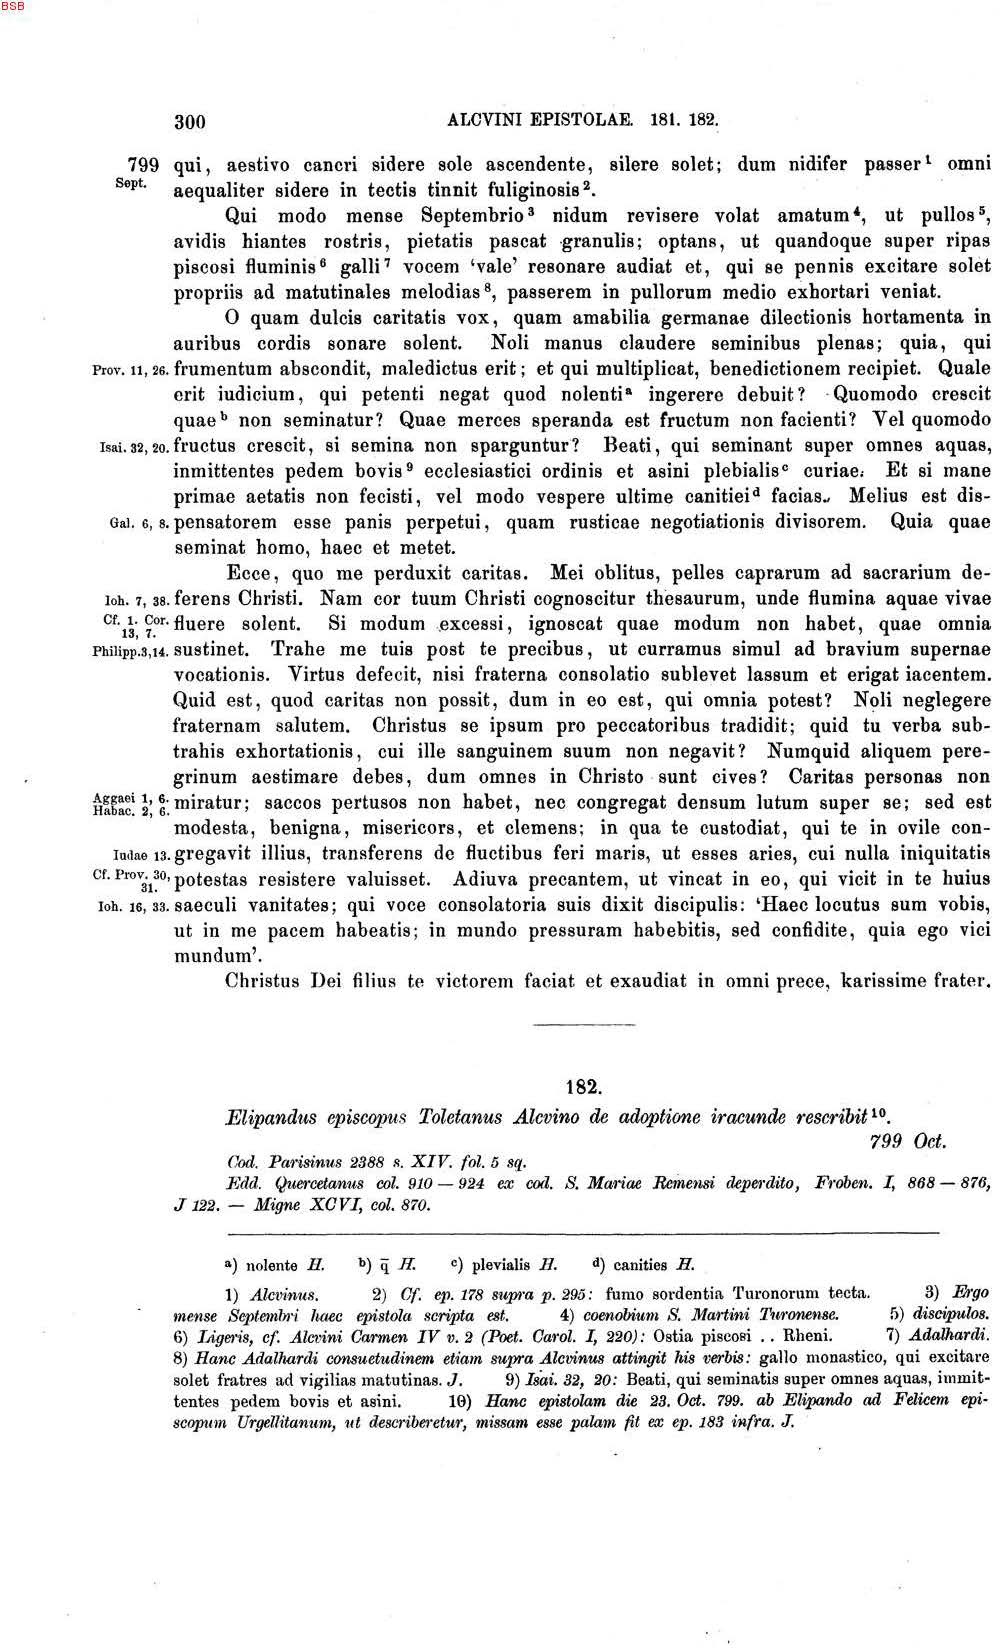 BSB
300 ALCVINI EPISTOLAE. 181. 182.
799 qui, aestivo cancri sidere sole ascendente, silere solet; dum nidifer passer¹ omni
Sept. aequaliter sidere in tectis tinnit fuliginosis².
Qui modo mense Septembrio³ nidum revisere volat amatum⁴, ut pullos⁵,
avidis hiantes rostris, pietatis pascat granulis; optans, ut quandoque super ripas
piscosi fluminis⁶ galli⁷ vocem ‘vale’ resonare audiat et, qui se pennis excitare solet
propriis ad matutinales melodias⁸, passerem in pullorum medio exhortari veniat.
O quam dulcis caritatis vox, quam amabilia germanae dilectionis hortamenta in
auribus cordis sonare solent. Noli manus claudere seminibus plenas; quia, qui
Prov. 11, 26. frumentum abscondit, maledictus erit; et qui multiplicat, benedictionem recipiet. Quale
erit iudicium, qui petenti negat quod nolentiᵃ ingerere debuit? Quomodo crescit
quaeᵇ non seminatur? Quae merces speranda est fructum non facienti? Vel quomodo
Isai. 32, 20. fructus crescit, si semina non sparguntur? Beati, qui seminant super omnes aquas,
inmittentes pedem bovis⁹ ecclesiastici ordinis et asini plebialisᶜ curiae. Et si mane
primae aetatis non fecisti, vel modo vespere ultime canitieiᵈ facias. Melius est dis-
Gal. 6, 8. pensatorem esse panis perpetui, quam rusticae negotiationis divisorem. Quia quae
seminat homo, haec et metet.
Ecce, quo me perduxit caritas. Mei oblitus, pelles caprarum ad sacrarium de-
Ioh. 7, 38. ferens Christi. Nam cor tuum Christi cognoscitur thesaurum, unde flumina aquae vivae
Cf. 1. Cor. 13, 7. fluere solent. Si modum excessi, ignoscat quae modum non habet, quae omnia
Philipp. 3, 14. sustinet. Trahe me tuis post te precibus, ut curramus simul ad bravium supernae
vocationis. Virtus defecit, nisi fraterna consolatio sublevet lassum et erigat iacentem.
Quid est, quod caritas non possit, dum in eo est, qui omnia potest? Noli neglegere
fraternam salutem. Christus se ipsum pro peccatoribus tradidit; quid tu verba sub-
trahis exhortationis, cui ille sanguinem suum non negavit? Numquid aliquem pere-
grinum aestimare debes, dum omnes in Christo sunt cives? Caritas personas non
Aggaei 1, 6. Habac. 2, 6. miratur; saccos pertusos non habet, nec congregat densum lutum super se; sed est
modesta, benigna, misericors, et clemens; in qua te custodiat, qui te in ovile con-
Iudae 13. gregavit illius, transferens de fluctibus feri maris, ut esses aries, cui nulla iniquitatis
Cf. Prov. 30, 31. potestas resistere valuisset. Adiuva precantem, ut vincat in eo, qui vicit in te huius
Ioh. 16, 33. saeculi vanitates; qui voce consolatoria suis dixit discipulis: ‘Haec locutus sum vobis,
ut in me pacem habeatis; in mundo pressuram habebitis, sed confidite, quia ego vici
mundum’.
Christus Dei filius te victorem faciat et exaudiat in omni prece, karissime frater.
182.
Elipandus episcopus Toletanus Alcvino de adoptione iracunde rescribit¹⁰.
799 Oct.
Cod. Parisinus 2388 s. XIV. fol. 5 sq.
Edd. Quercetanus col. 910 — 924 ex cod. S. Mariae Remensi deperdito, Froben. I, 868 — 876,
J 122. — Migne XCVI, col. 870.
a) nolente H. b) q̄ H. c) plevialis H. d) canities H.
1) Alcvinus. 2) Cf. ep. 178 supra p. 295: fumo sordentia Turonorum tecta. 3) Ergo
mense Septembri haec epistola scripta est. 4) coenobium S. Martini Turonense. 5) discipulos.
6) Ligeris, cf. Alcvini Carmen IV v. 2 (Poet. Carol. I, 220): Ostia piscosi . . Rheni. 7) Adalhardi.
8) Hanc Adalhardi consuetudinem etiam supra Alcvinus attingit his verbis: gallo monastico, qui excitare
solet fratres ad vigilias matutinas. J. 9) Isai. 32, 20: Beati, qui seminatis super omnes aquas, immit-
tentes pedem bovis et asini. 10) Hanc epistolam die 23. Oct. 799. ab Elipando ad Felicem epi-
scopum Urgellitanum, ut describeretur, missam esse palam fit ex ep. 183 infra. J.